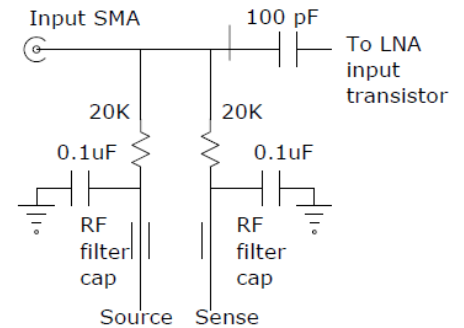 Input SMA
100 pF
To LNA
input
transistor
20K
20K
0.1uF
0.1uF
RF
filter
cap
RF
filter
cap
Source
Sense